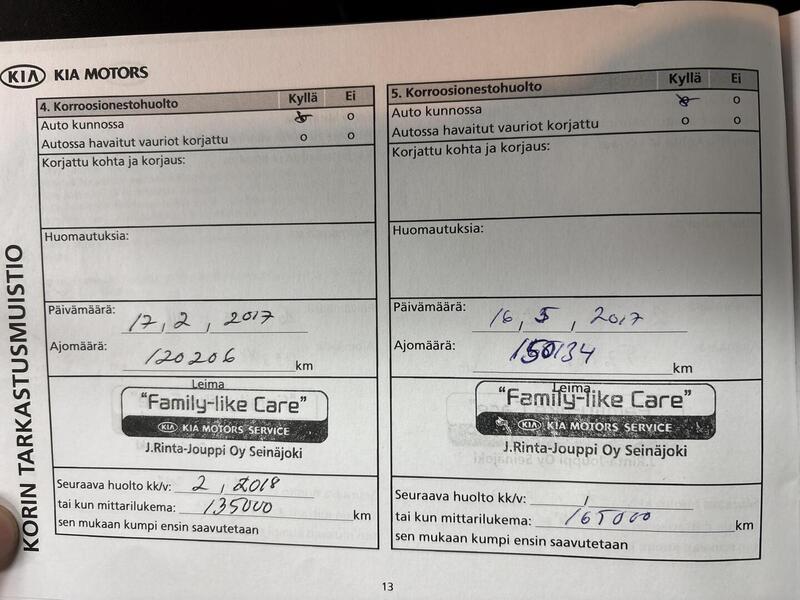 KIA KIA MOTORS
KORIN TARKASTUSMUISTIO
4. Korroosionestohuolto Kyllä Ei
Auto kunnossa o
Autossa havaitut vauriot korjattu o o
Korjattu kohta ja korjaus:
Huomautuksia:
Päivämäärä: 17, 2, 2017
Ajomäärä: 120206 km
Leima
"Family-like Care"
KIA KIA MOTORS SERVICE
J.Rinta-Jouppi Oy Seinäjoki
Seuraava huolto kk/v: 2, 2018
tai kun mittarilukema: 135000 km
sen mukaan kumpi ensin saavutetaan
5. Korroosionestohuolto Kyllä Ei
Auto kunnossa o
Autossa havaitut vauriot korjattu o o
Korjattu kohta ja korjaus:
Huomautuksia:
Päivämäärä: 16, 5, 2017
Ajomäärä: 150134 km
Leima
"Family-like Care"
KIA KIA MOTORS SERVICE
J.Rinta-Jouppi Oy Seinäjoki
Seuraava huolto kk/v: /
tai kun mittarilukema: 165000 km
sen mukaan kumpi ensin saavutetaan
13